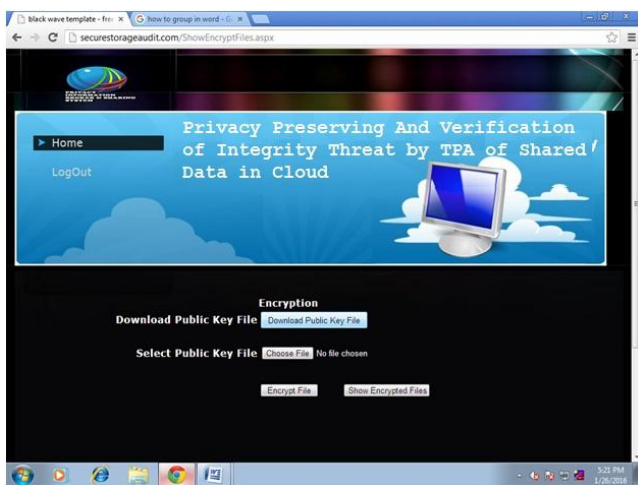 black wave template - fre
how to group in word - G
securestorageaudit.com/ShowEncryptFiles.aspx
PRIVACY
INFORMATION
SYSTEM
Home
LogOut
Privacy Preserving And Verification
of Integrity Threat by TPA of Shared
Data in Cloud
Encryption
Download Public Key File Download Public Key File
Select Public Key File Choose File No file chosen
Encrypt File Show Encrypted Files
5:21 PM
1/26/2016